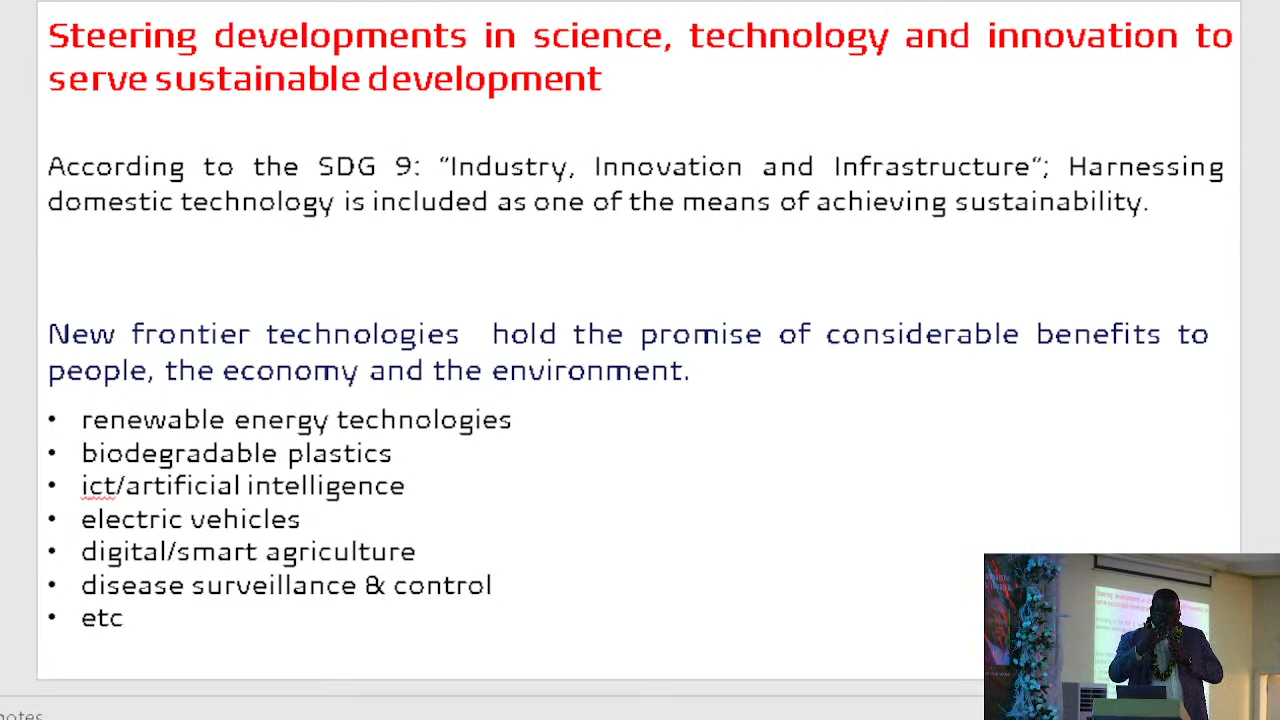 Steering developments in science, technology and innovation to
serve sustainable development
According to the SDG 9: “Industry, Innovation and Infrastructure“; Harnessing
domestic technology is included as one of the means of achieving sustainability.
New frontier technologies hold the promise of considerable benefits to
people, the economy and the environment.
• renewable energy technologies
• biodegradable plastics
• ict/artificial intelligence
• electric vehicles
• digital/smart agriculture
• disease surveillance & control
• etc
notes